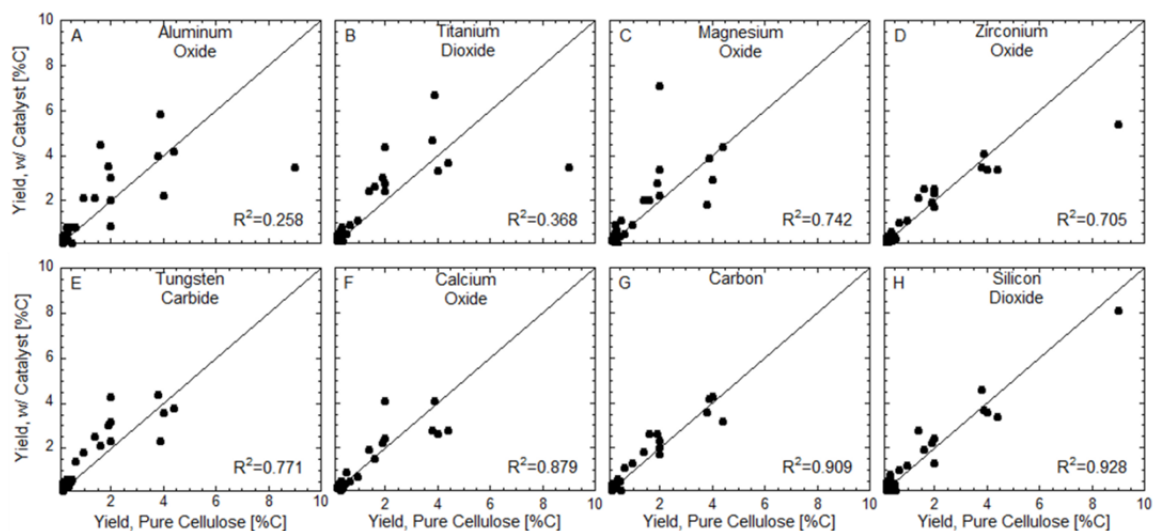 A Aluminum Oxide
B Titanium Dioxide
C Magnesium Oxide
D Zirconium Oxide
Yield, w/ Catalyst [%C]
10
8
6
4
2
R²=0.258
R²=0.368
R²=0.742
R²=0.705
E Tungsten Carbide
F Calcium Oxide
G Carbon
H Silicon Dioxide
Yield, w/ Catalyst [%C]
10
8
6
4
2
R²=0.771
R²=0.879
R²=0.909
R²=0.928
2 4 6 8 10
2 4 6 8 10
2 4 6 8 10
2 4 6 8 10
Yield, Pure Cellulose [%C]
Yield, Pure Cellulose [%C]
Yield, Pure Cellulose [%C]
Yield, Pure Cellulose [%C]